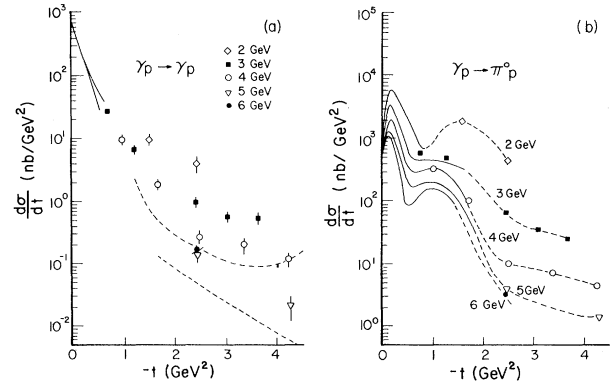 (a)
γp → γp
◇ 2 GeV
■ 3 GeV
○ 4 GeV
▽ 5 GeV
● 6 GeV
dσ/dt (nb/GeV²)
10³
10²
10¹
10⁰
10⁻¹
10⁻²
0 1 2 3 4
-t (GeV²)
(b)
γp → π⁰p
dσ/dt (nb/ GeV²)
10⁵
10⁴
10³
10²
10¹
10⁰
2 GeV
3 GeV
4 GeV
5 GeV
6 GeV
0 1 2 3 4
-t (GeV²)